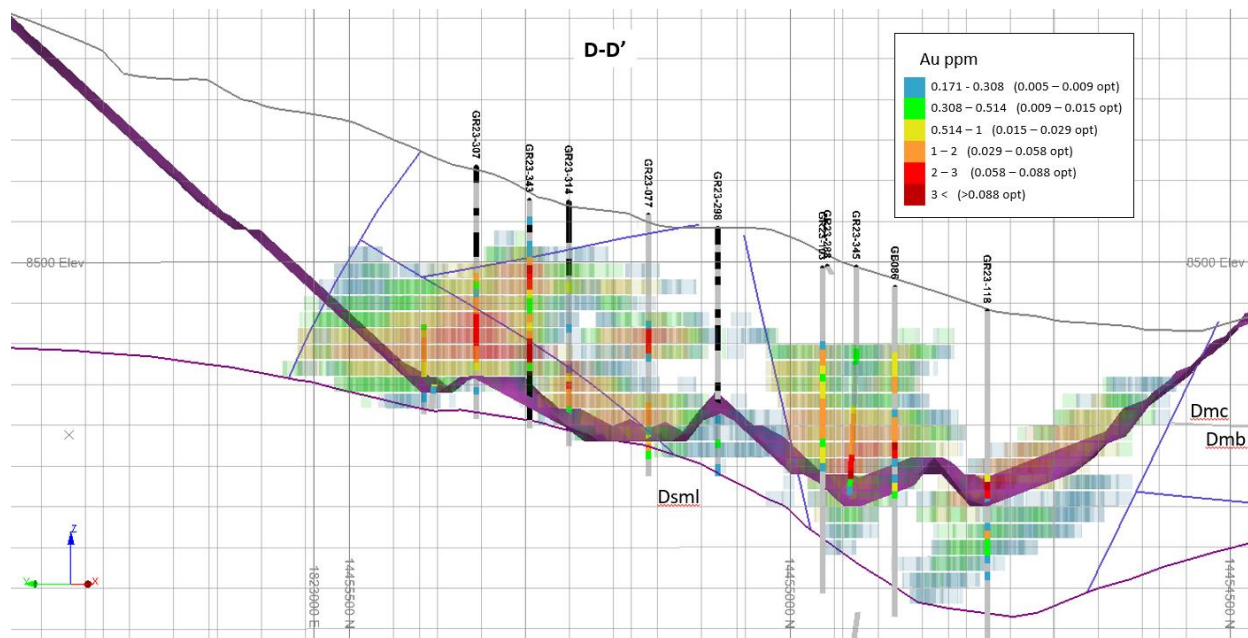 D-D’
Au ppm
0.171 - 0.308 (0.005 – 0.009 opt)
0.308 – 0.514 (0.009 – 0.015 opt)
0.514 – 1 (0.015 – 0.029 opt)
1 – 2 (0.029 – 0.058 opt)
2 – 3 (0.058 – 0.088 opt)
3 < (>0.088 opt)
GR23-307
GR23-343
GR23-314
GR23-077
GR23-298
GR23-345
GR23-118
8500 Elev
8500 Elev
Dmc
Dmb
Dsml
Z
Y
X
1823000 E
14455500 N
14455000 N
14454500 N